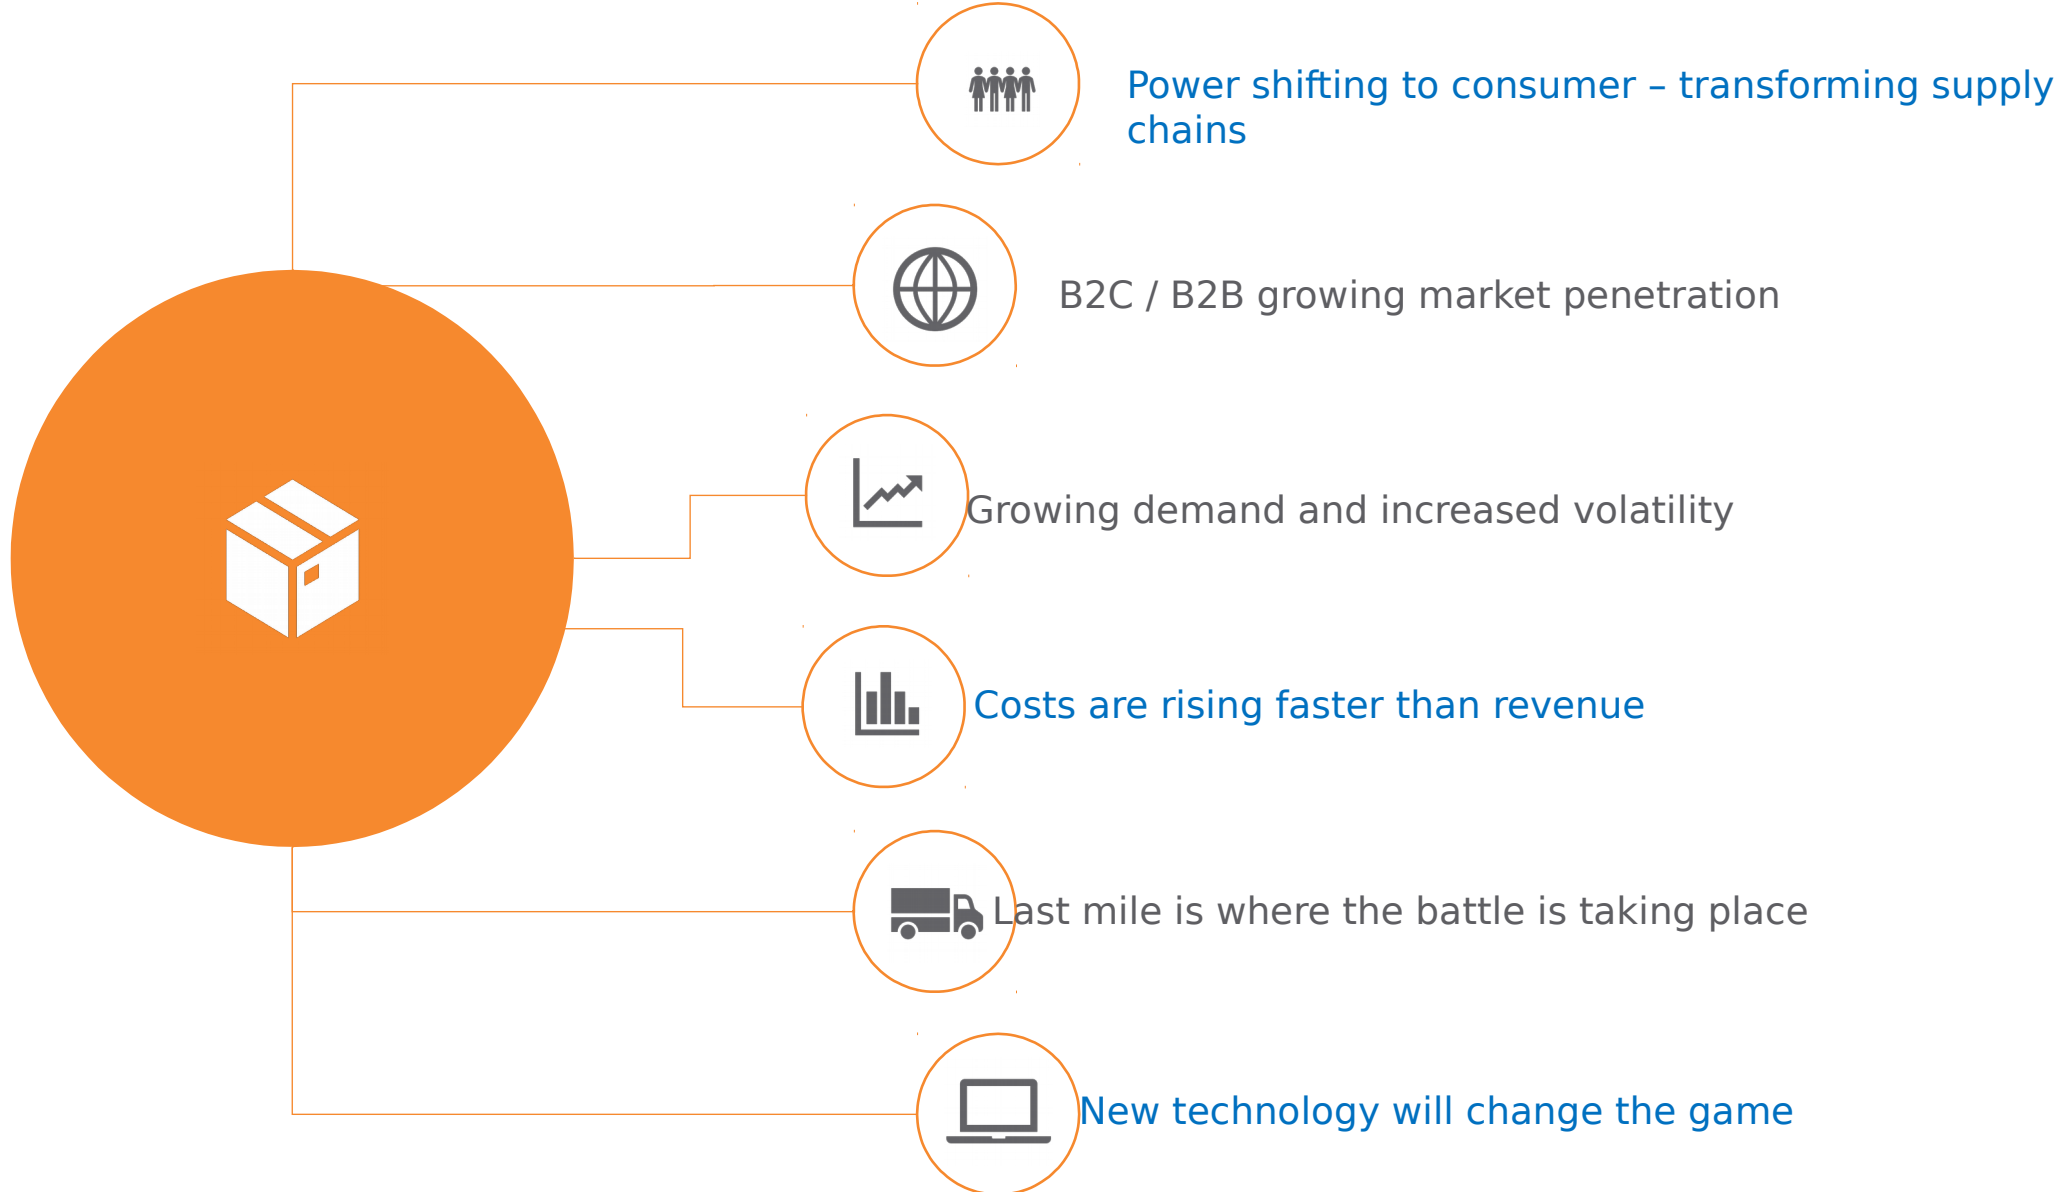 Power shifting to consumer – transforming supply
chains
B2C / B2B growing market penetration
Growing demand and increased volatility
Costs are rising faster than revenue
Last mile is where the battle is taking place
New technology will change the game